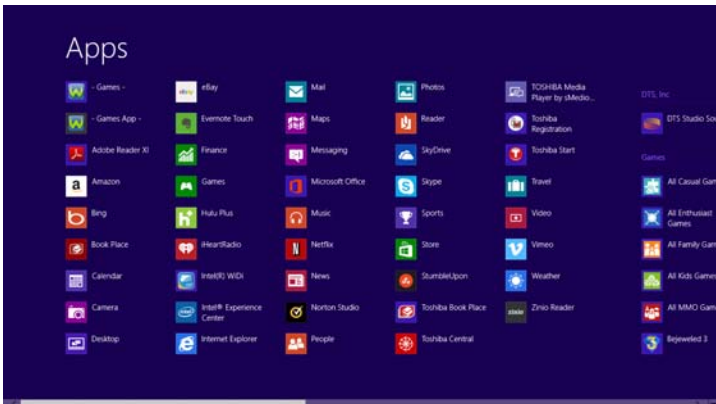 Apps
- Games -
- Games App -
Adobe Reader XI
Amazon
Bing
Book Place
Calendar
Camera
Desktop
eBay
Evernote Touch
Finance
Games
Hulu Plus
iHeartRadio
Intel(R) WiDi
Intel® Experience
Center
Internet Explorer
Mail
Maps
Messaging
Microsoft Office
Music
Netflix
News
Norton Studio
People
Photos
Reader
SkyDrive
Skype
Sports
Store
StumbleUpon
Toshiba Book Place
Toshiba Central
TOSHIBA Media
Player by sMedio...
Toshiba
Registration
Toshiba Start
Travel
Video
Vimeo
Weather
Zinio Reader
DTS, Inc
DTS Studio Sou
Games
All Casual Gam
All Enthusiast
Games
All Family Gam
All Kids Games
All MMO Gam
Bejeweled 3